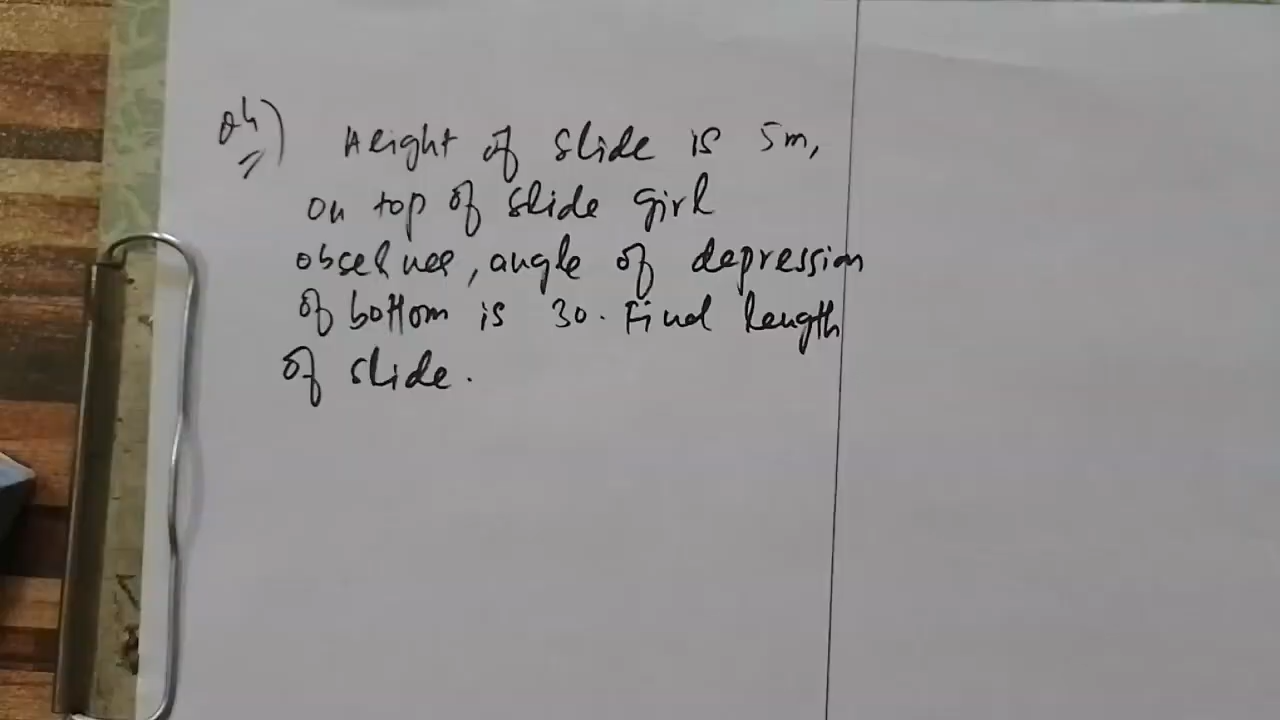 Q4) Height of slide is 5m,
on top of slide girl
observes, angle of depression
of bottom is 30. Find length
of slide.